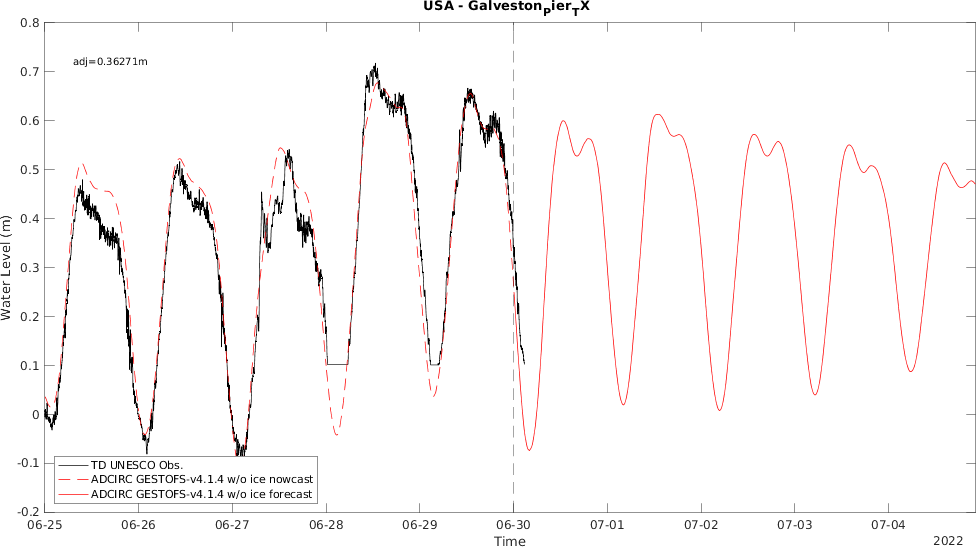 USA - Galveston_Pier_TX
0.8
0.7
0.6
0.5
0.4
0.3
0.2
0.1
0
-0.1
-0.2
Water Level (m)
adj=0.36271m
TD UNESCO Obs.
ADCIRC GESTOFS-v4.1.4 w/o ice nowcast
ADCIRC GESTOFS-v4.1.4 w/o ice forecast
06-25 06-26 06-27 06-28 06-29 06-30 07-01 07-02 07-03 07-04
Time
2022